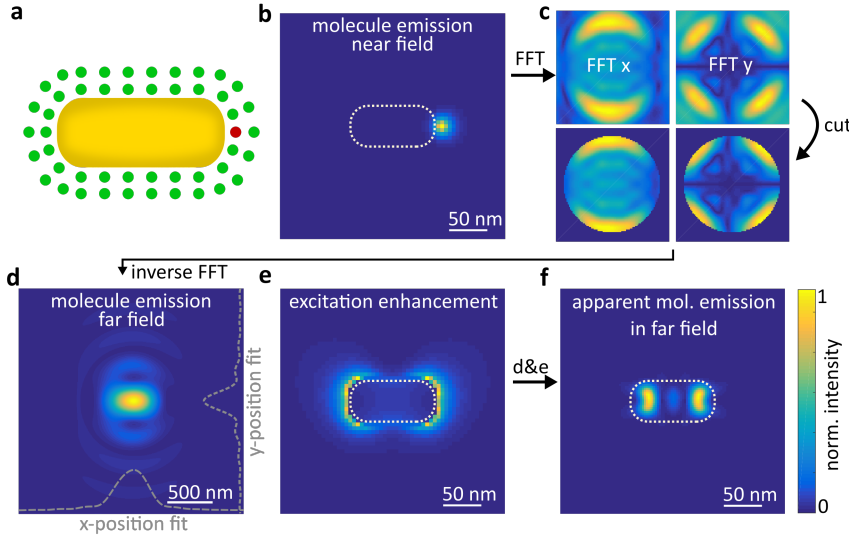 a
b
molecule emission
near field
50 nm
FFT
c
FFT x
FFT y
cut
inverse FFT
d
molecule emission
far field
500 nm
x-position fit
y-position fit
e
excitation enhancement
50 nm
d&e
f
apparent mol. emission
in far field
50 nm
1
norm. intensity
0